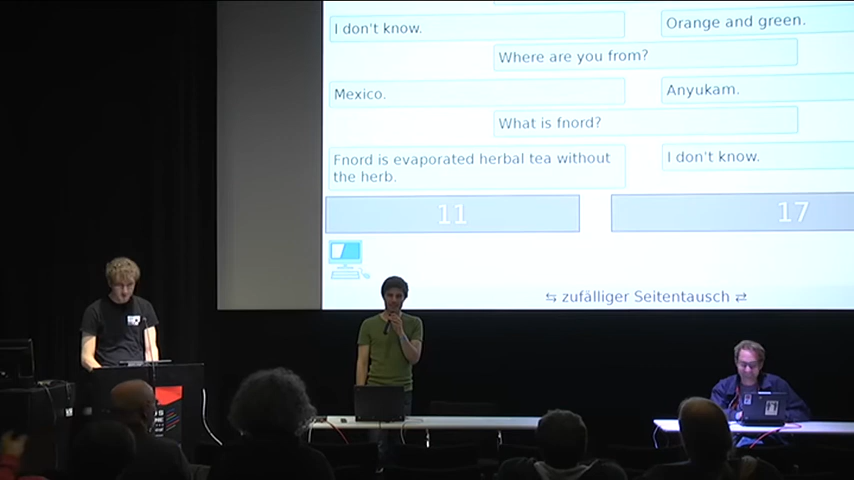 I don't know.
Orange and green.
Where are you from?
Mexico.
Anyukam.
What is fnord?
Fnord is evaporated herbal tea without
the herb.
I don't know.
11
17
⇆ zufälliger Seitentausch ⇄